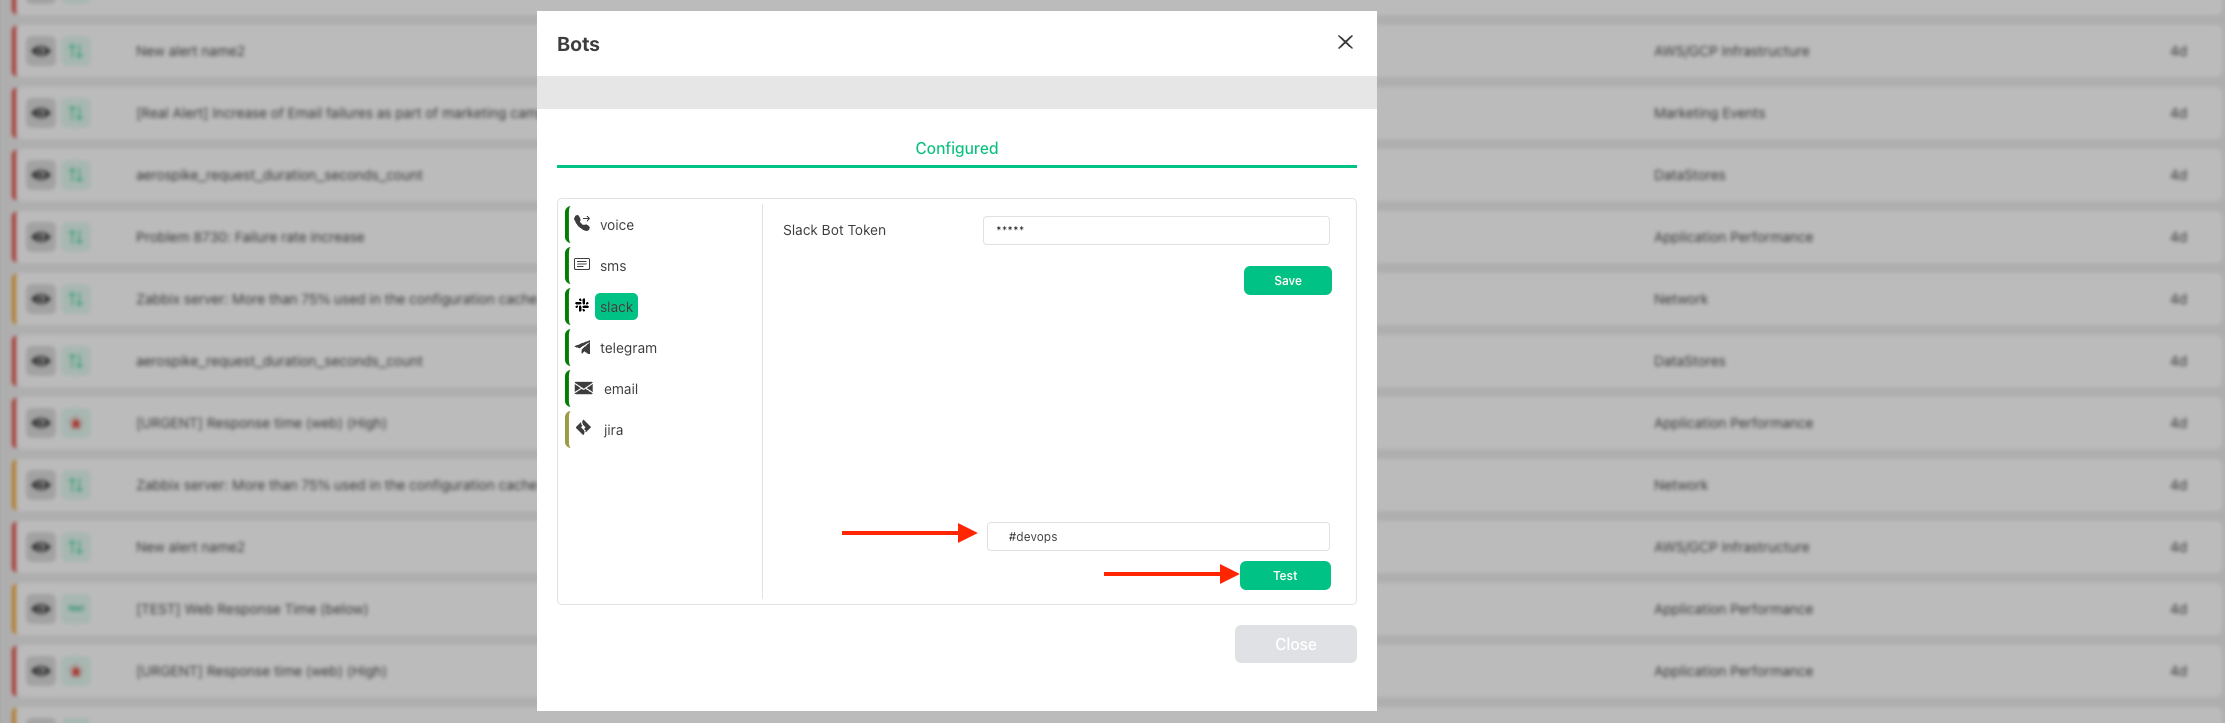 Bots
Configured
voice
sms
slack
telegram
email
jira
Slack Bot Token
*****
Save
#devops
Test
Close
New alert name2 AWS/GCP Infrastructure 4d
[Real Alert] Increase of Email failures as part of marketing cam Marketing Events 4d
aerospike_request_duration_seconds_count DataStores 4d
Problem 8730: Failure rate increase Application Performance 4d
Zabbix server: More than 75% used in the configuration cache Network 4d
aerospike_request_duration_seconds_count DataStores 4d
[URGENT] Response time (web) (High) Application Performance 4d
Zabbix server: More than 75% used in the configuration cache Network 4d
New alert name2 AWS/GCP Infrastructure 4d
[TEST] Web Response Time (below) Application Performance 4d
[URGENT] Response time (web) (High) Application Performance 4d